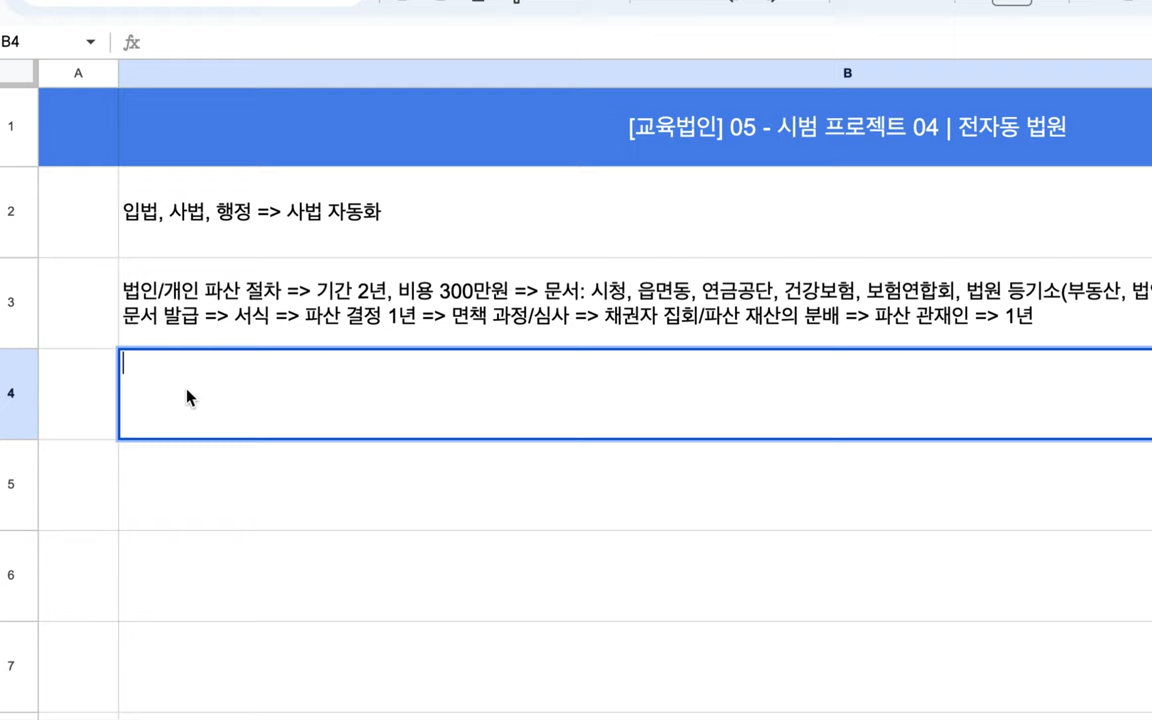 B4
fx
A
B
1
[교육법인] 05 - 시범 프로젝트 04 | 전자동 법원
2
입법, 사법, 행정 => 사법 자동화
3
법인/개인 파산 절차 => 기간 2년, 비용 300만원 => 문서: 시청, 읍면동, 연금공단, 건강보험, 보험연합회, 법원 등기소(부동산,
문서 발급 => 서식 => 파산 결정 1년 => 면책 과정/심사 => 채권자 집회/파산 재산의 분배 => 파산 관재인 => 1년
4
5
6
7